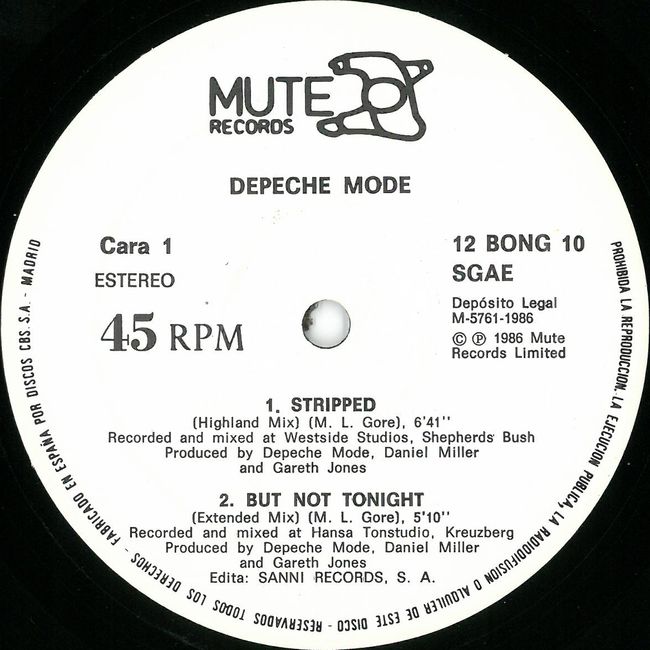 MUTE
RECORDS
DEPECHE MODE
Cara 1
ESTEREO
45 RPM
12 BONG 10
SGAE
Depósito Legal
M-5761-1986
© ℗ 1986 Mute
Records Limited
1. STRIPPED
(Highland Mix) (M. L. Gore), 6'41''
Recorded and mixed at Westside Studios, Shepherds Bush
Produced by Depeche Mode, Daniel Miller
and Gareth Jones
2. BUT NOT TONIGHT
(Extended Mix) (M. L. Gore), 5'10''
Recorded and mixed at Hansa Tonstudio, Kreuzberg
Produced by Depeche Mode, Daniel Miller
and Gareth Jones
Edita: SANNI RECORDS, S. A.
PROHIBIDA LA REPRODUCCION, LA EJECUCION PUBLICA, LA RADIODIFUSION O ALQUILER DE ESTE DISCO - RESERVADOS TODOS LOS DERECHOS - FABRICADO EN ESPAÑA POR DISCOS CBS. S.A. - MADRID